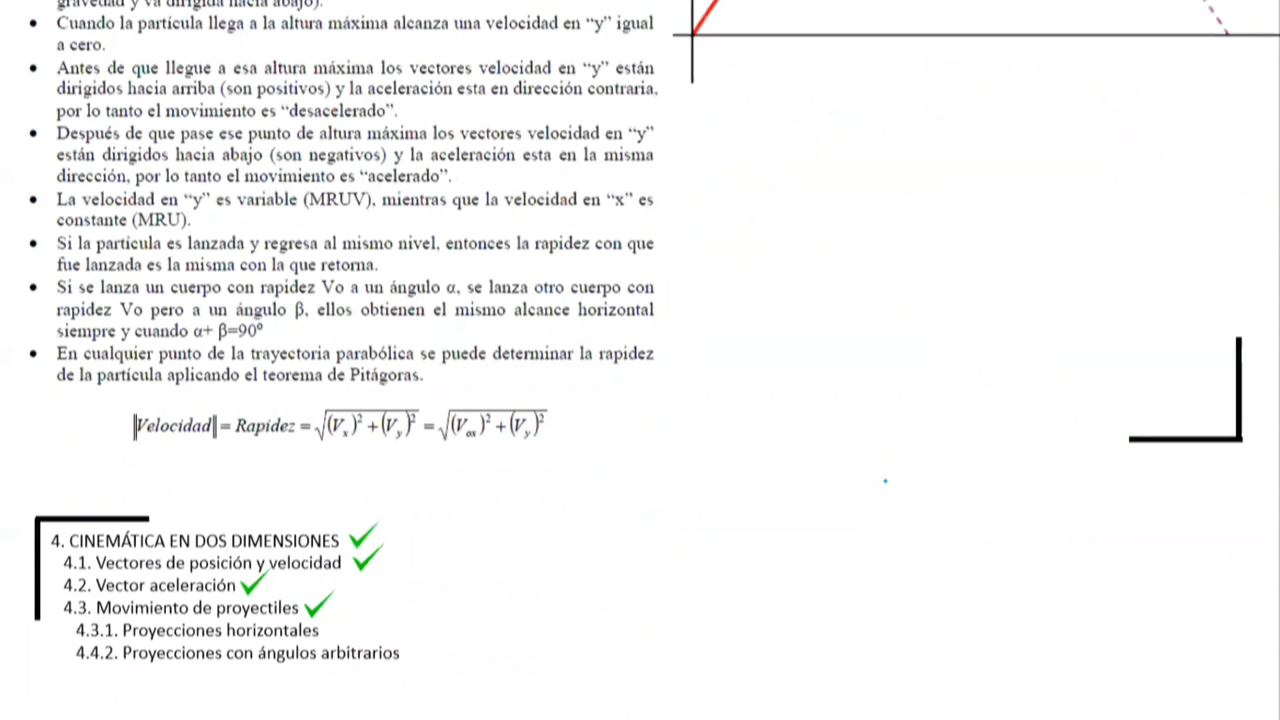 gravedad y va dirigida hacia abajo).
• Cuando la partícula llega a la altura máxima alcanza una velocidad en “y” igual
a cero.
• Antes de que llegue a esa altura máxima los vectores velocidad en “y” están
dirigidos hacia arriba (son positivos) y la aceleración esta en dirección contraria,
por lo tanto el movimiento es “desacelerado”.
• Después de que pase ese punto de altura máxima los vectores velocidad en “y”
están dirigidos hacia abajo (son negativos) y la aceleración esta en la misma
dirección, por lo tanto el movimiento es “acelerado”.
• La velocidad en “y” es variable (MRUV), mientras que la velocidad en “x” es
constante (MRU).
• Si la partícula es lanzada y regresa al mismo nivel, entonces la rapidez con que
fue lanzada es la misma con la que retorna.
• Si se lanza un cuerpo con rapidez Vo a un ángulo α, se lanza otro cuerpo con
rapidez Vo pero a un ángulo β, ellos obtienen el mismo alcance horizontal
siempre y cuando α+ β=90º
• En cualquier punto de la trayectoria parabólica se puede determinar la rapidez
de la partícula aplicando el teorema de Pitágoras.
‖Velocidad‖ = Rapidez = √(Vx)² + (Vy)² = √(Vox)² + (Vy)²
4. CINEMÁTICA EN DOS DIMENSIONES
4.1. Vectores de posición y velocidad
4.2. Vector aceleración
4.3. Movimiento de proyectiles
4.3.1. Proyecciones horizontales
4.4.2. Proyecciones con ángulos arbitrarios